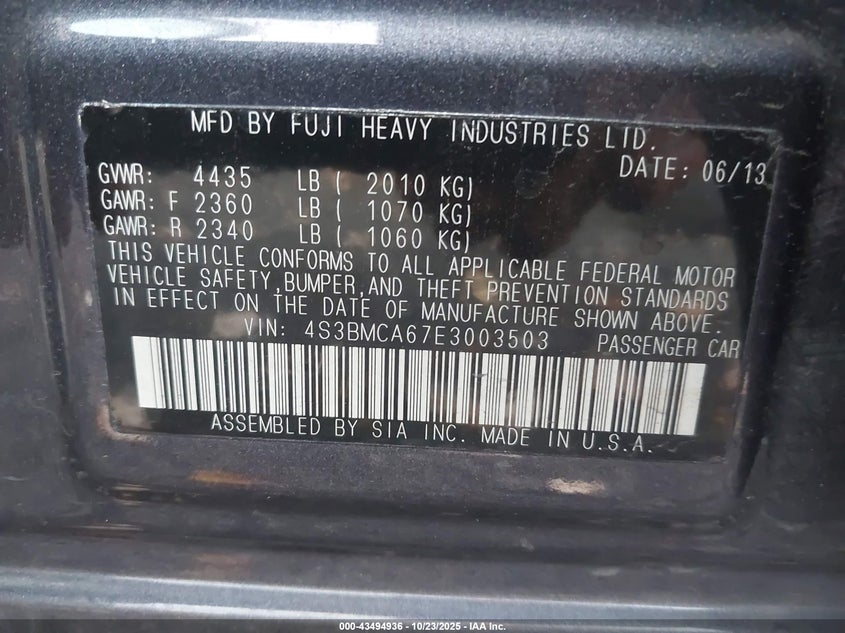 MFD BY FUJI HEAVY INDUSTRIES LTD.
DATE: 06/13
GVWR: 4435 LB ( 2010 KG)
GAWR: F 2360 LB ( 1070 KG)
GAWR: R 2340 LB ( 1060 KG)
THIS VEHICLE CONFORMS TO ALL APPLICABLE FEDERAL MOTOR
VEHICLE SAFETY,BUMPER,AND THEFT PREVENTION STANDARDS
IN EFFECT ON THE DATE OF MANUFACTURE SHOWN ABOVE.
VIN: 4S3BMCA67E3003503 PASSENGER CAR
ASSEMBLED BY SIA INC. MADE IN U.S.A.
000-43494936 - 10/23/2025 - IAA Inc.